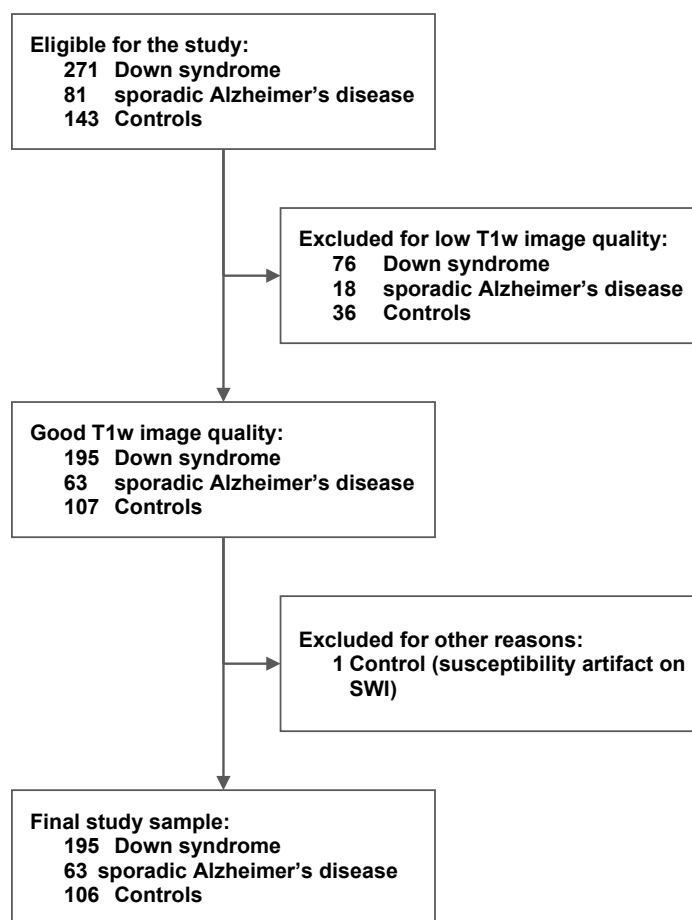 Eligible for the study:
271 Down syndrome
81 sporadic Alzheimer’s disease
143 Controls
Excluded for low T1w image quality:
76 Down syndrome
18 sporadic Alzheimer’s disease
36 Controls
Good T1w image quality:
195 Down syndrome
63 sporadic Alzheimer’s disease
107 Controls
Excluded for other reasons:
1 Control (susceptibility artifact on
SWI)
Final study sample:
195 Down syndrome
63 sporadic Alzheimer’s disease
106 Controls